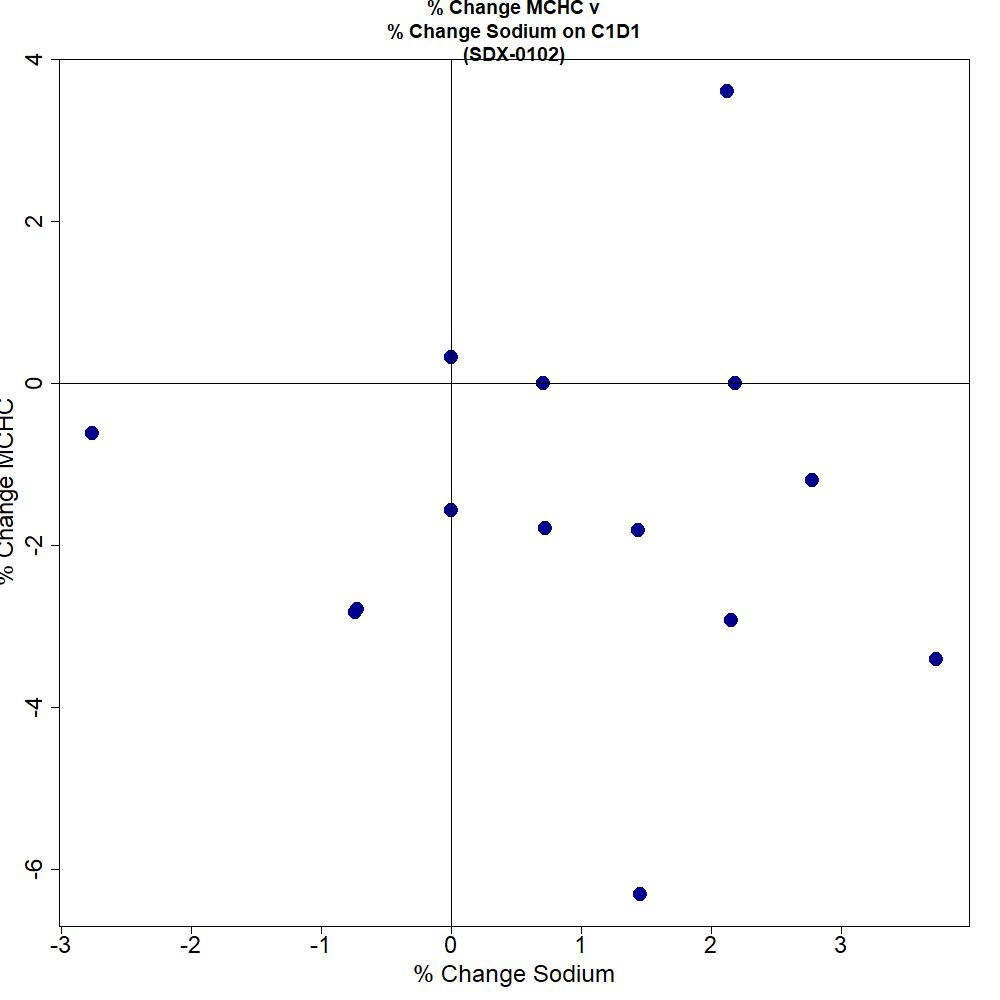 % Change MCHC v
% Change Sodium on C1D1
(SDX-0102)
4
2
0
-2
-4
-6
% Change MCHC
-3
-2
-1
0
1
2
3
% Change Sodium